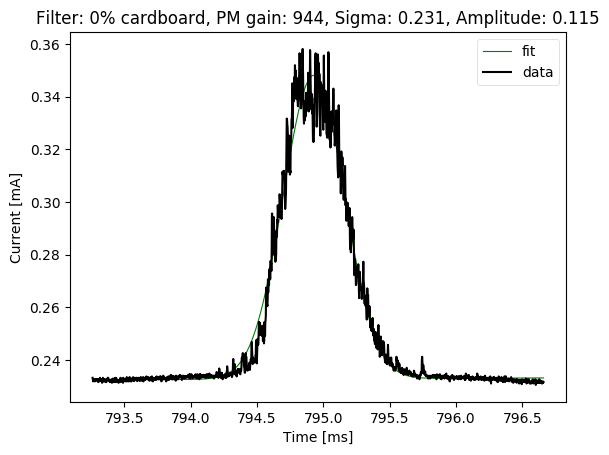 Filter: 0% cardboard, PM gain: 944, Sigma: 0.231, Amplitude: 0.115
0.36
0.34
0.32
0.30
0.28
0.26
0.24
Current [mA]
fit
data
793.5 794.0 794.5 795.0 795.5 796.0 796.5
Time [ms]